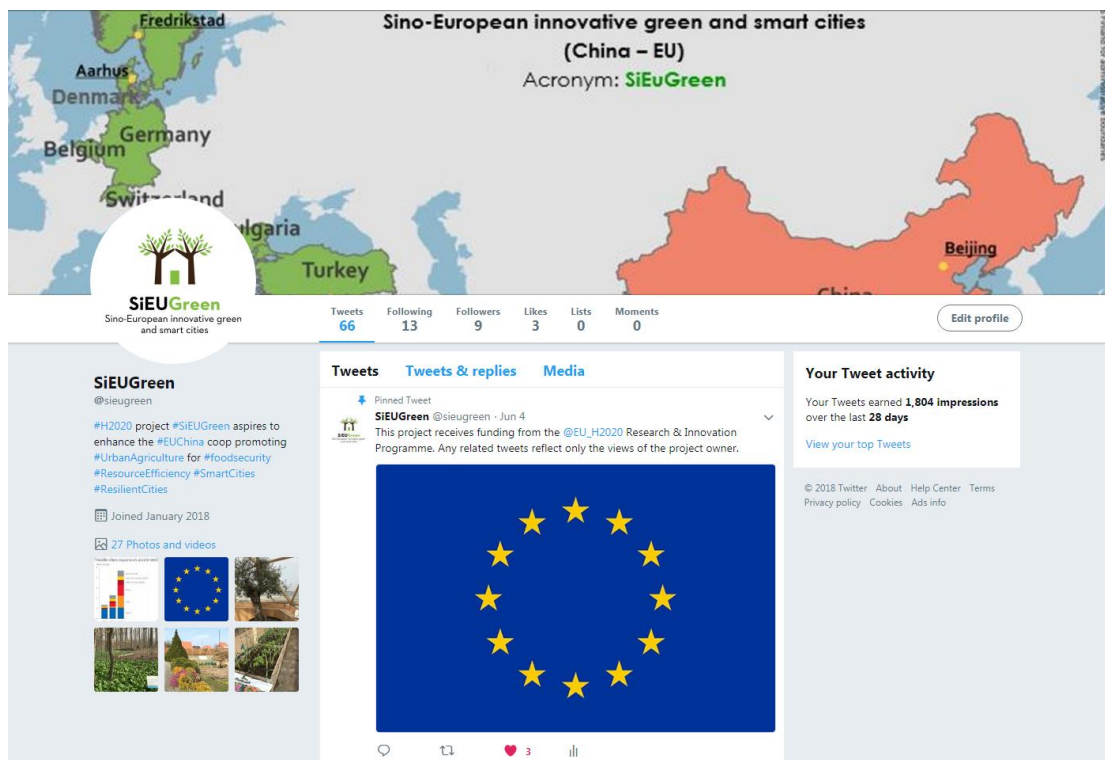 Fredrikstad
Sino-European innovative green and smart cities
(China – EU)
Acronym: SiEuGreen
Aarhus
Denmark
Germany
Belgium
Switzerland
Turkey
Beijing
China
SiEUGreen
Sino-European innovative green
and smart cities
Tweets Following Followers Likes Lists Moments
66 13 9 3 0 0
Edit profile
SiEUGreen
@sieugreen
#H2020 project #SiEUGreen aspires to
enhance the #EUChina coop promoting
#UrbanAgriculture for #foodsecurity
#ResourceEfficiency #SmartCities
#ResilientCities
Joined January 2018
27 Photos and videos
Tweets Tweets & replies Media
Pinned Tweet
SiEUGreen @sieugreen · Jun 4
This project receives funding from the @EU_H2020 Research & Innovation
Programme. Any related tweets reflect only the views of the project owner.
3
Your Tweet activity
Your Tweets earned 1,804 impressions
over the last 28 days
View your top Tweets
© 2018 Twitter About Help Center Terms
Privacy policy Cookies Ads info